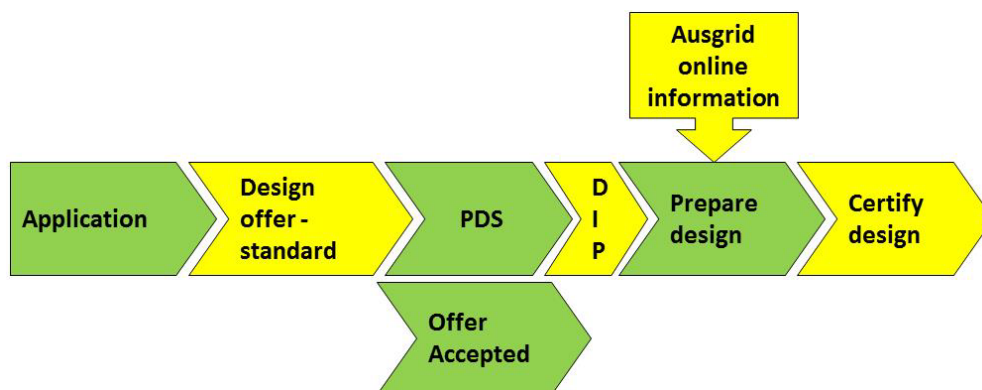 Ausgrid
online
information
Application
Design
offer -
standard
PDS
D
I
P
Prepare
design
Certify
design
Offer
Accepted